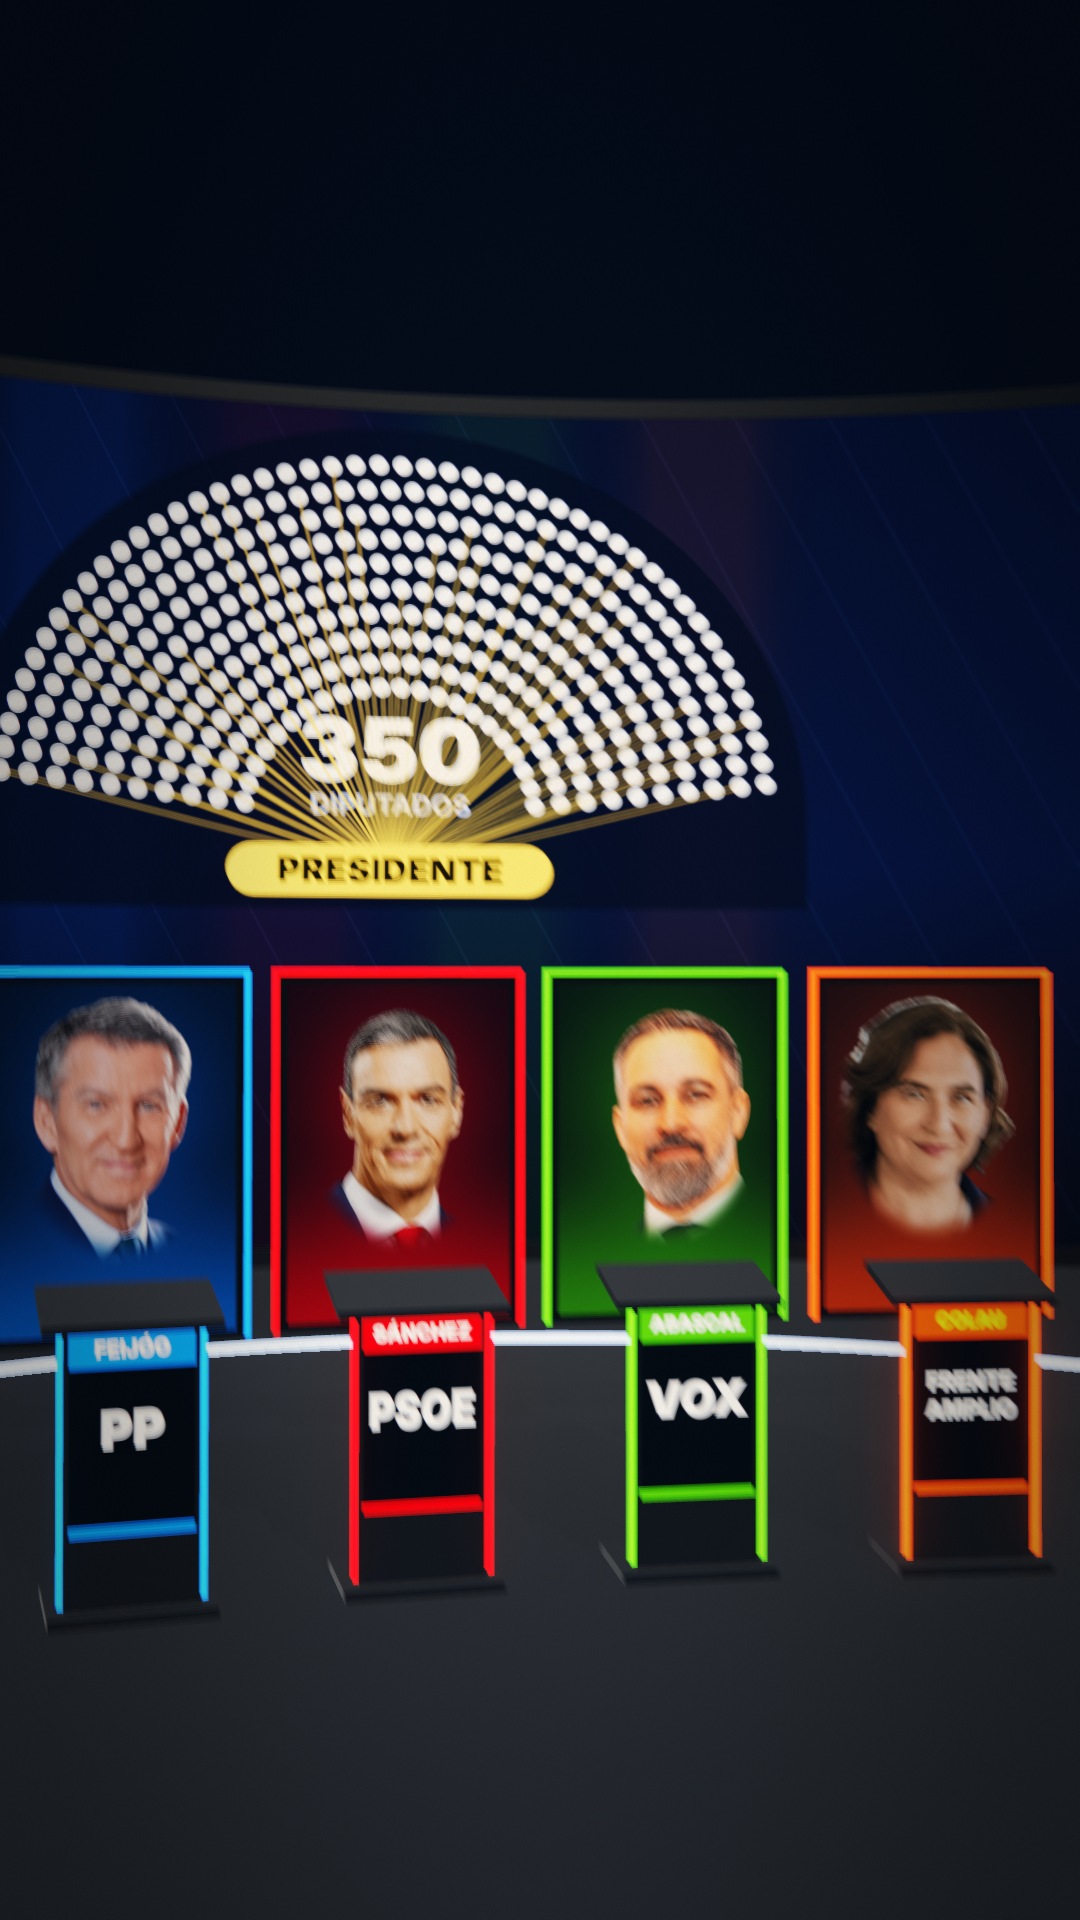 350
DIPUTADOS
PRESIDENTE
FEIJÓO
PP
SÁNCHEZ
PSOE
ABASCAL
VOX
COLAU
FRENTE
AMPLIO